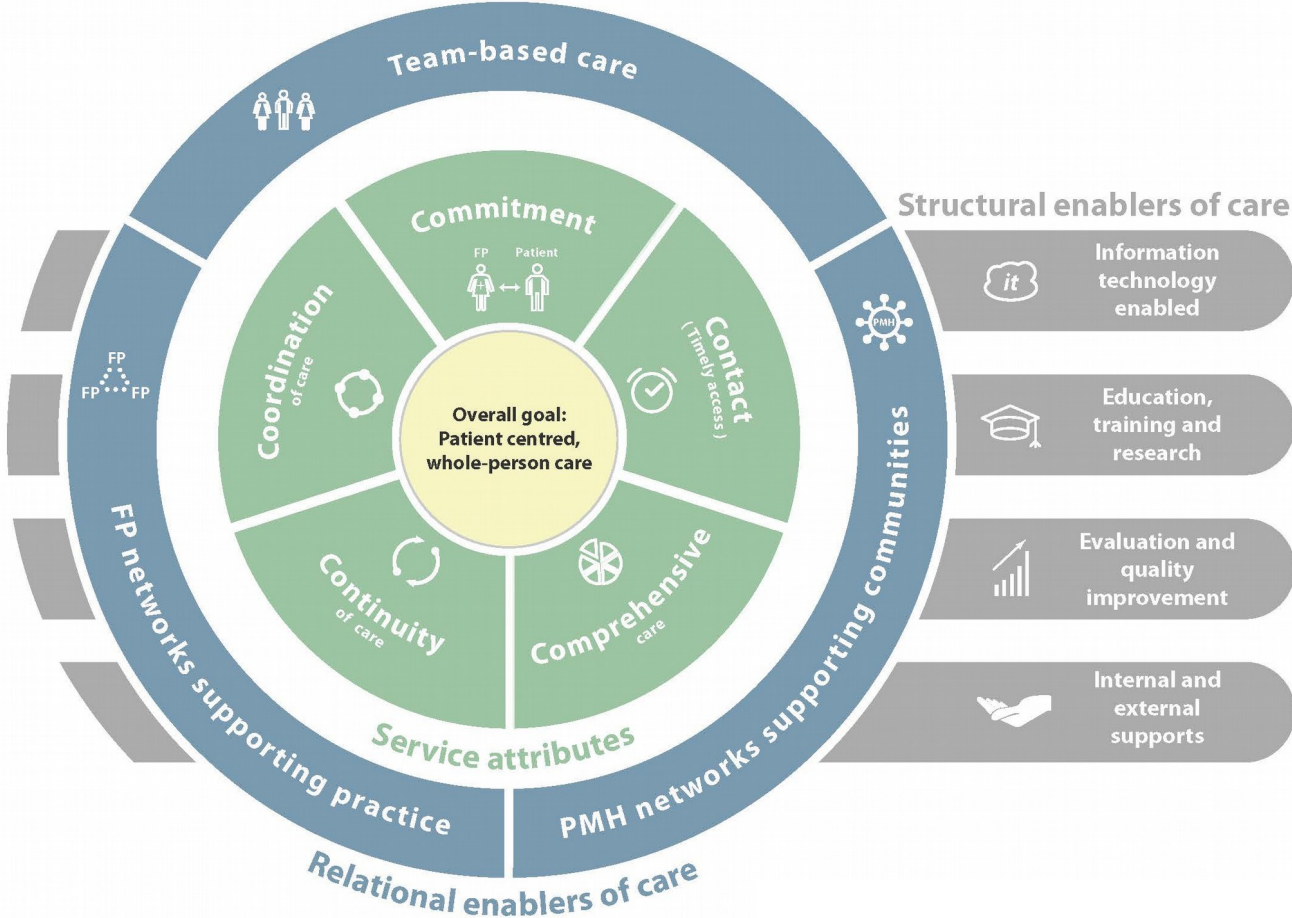 Team-based care
Structural enablers of care
Commitment
FP
Patient
Coordination
of care
Contact
(Timely access)
Overall goal:
Patient centred,
whole-person care
Continuity
of care
Comprehensive
care
Service attributes
FP
FP
FP
FP networks supporting practice
PMH
PMH networks supporting communities
Relational enablers of care
it
Information
technology
enabled
Education,
training and
research
Evaluation and
quality
improvement
Internal and
external
supports